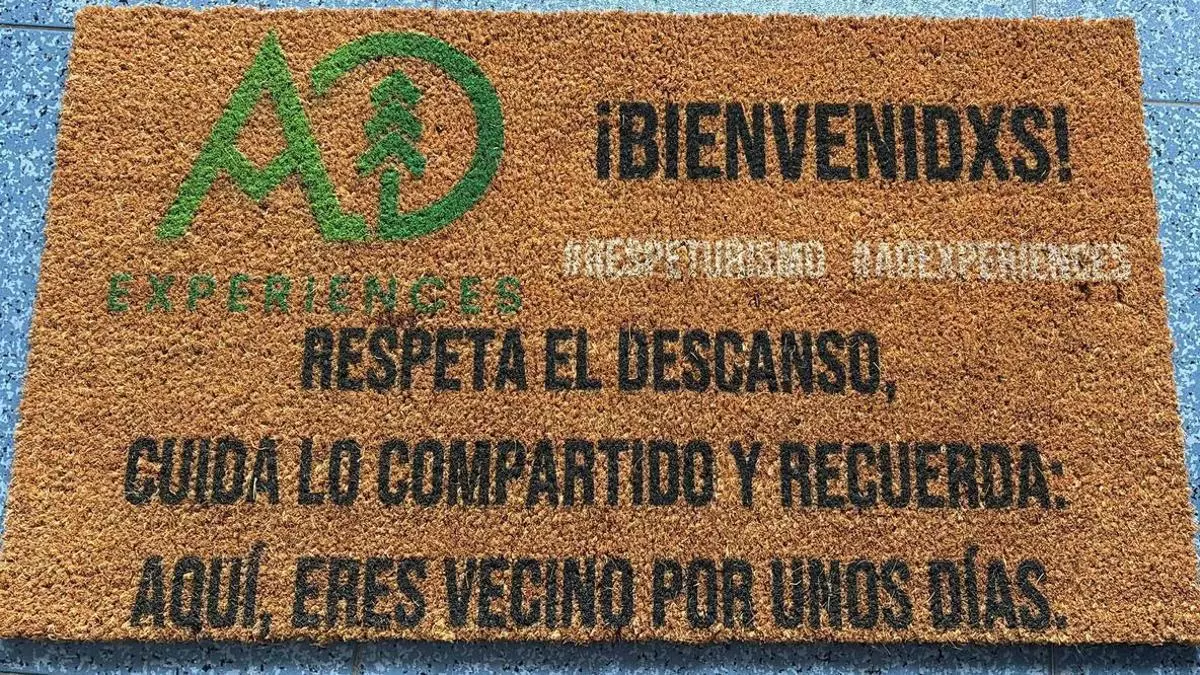 AD
EXPERIENCES
¡BIENVENIDXS!
#RESPETURISMO #ADEXPERIENCES
RESPETA EL DESCANSO,
CUIDA LO COMPARTIDO Y RECUERDA:
AQUÍ, ERES VECINO POR UNOS DÍAS.